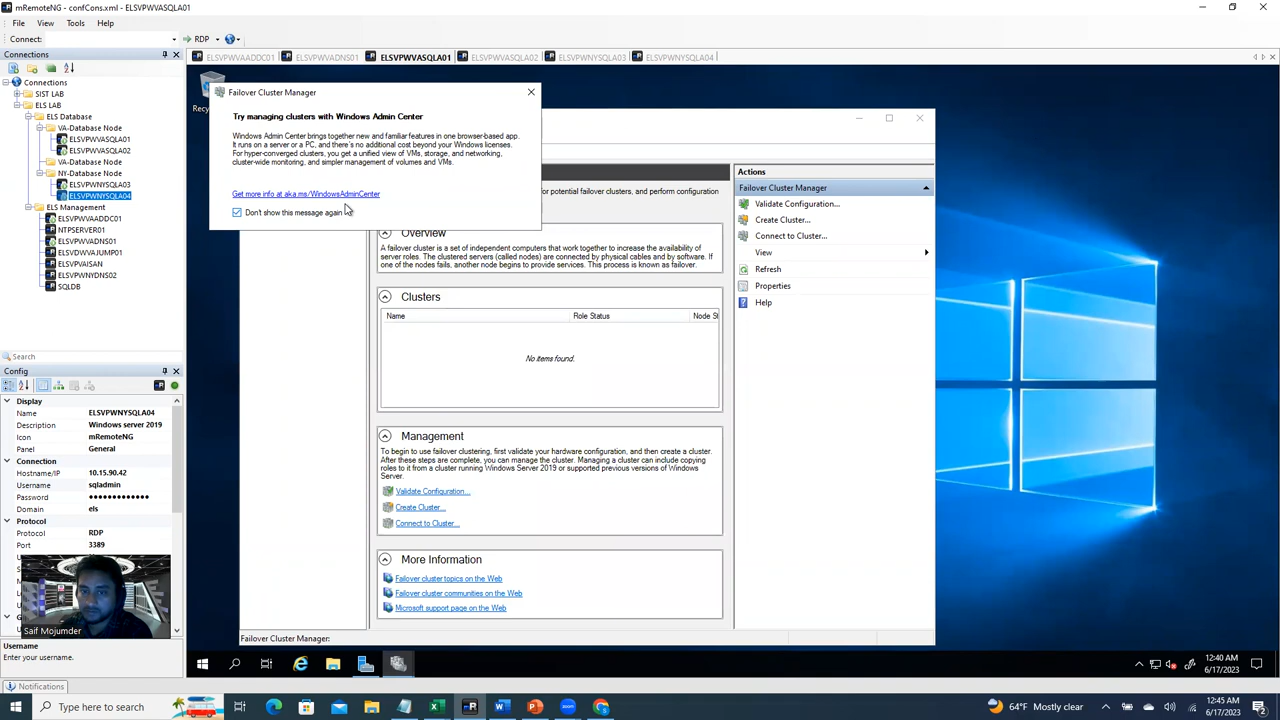 mRemoteNG - confCons.xml - ELSVPWVASQLA01
File View Tools Help
Connect: RDP
Connections
ELSVPWVAADDC01 ELSVPWVADNS01 ELSVPWVASQLA01 ELSVPWVASQLA02 ELSVPWNYSQLA03 ELSVPWNYSQLA04
Connections
SIST LAB
ELS LAB
ELS Database
VA-Database Node
ELSVPWVASQLA01
ELSVPWVASQLA02
VA-Database Node
NY-Database Node
ELSVPWNYSQLA03
ELSVPWNYSQLA04
ELS Management
ELSVPWVAADDC01
NTPSERVER01
ELSVPWVADNS01
ELSVDWVAJUMP01
ELSVPVAISAN
ELSVPWNYDNS02
SQLDB
Search
Config
Display
Name ELSVPWNYSQLA04
Description Windows server 2019
Icon mRemoteNG
Panel General
Connection
Hostname/IP 10.15.90.42
Username sqladmin
Password ●●●●●●●●●●●●
Domain els
Protocol
Protocol RDP
Port 3389
Saif Mojumder
Username
Enter your username.
Notifications
Failover Cluster Manager
Try managing clusters with Windows Admin Center
Windows Admin Center brings together new and familiar features in one browser-based app.
It runs on a server or a PC, and there's no additional cost beyond your Windows licenses.
For hyper-converged clusters, you get a unified view of VMs, storage, and networking,
cluster-wide monitoring, and simpler management of volumes and VMs.
Get more info at aka.ms/WindowsAdminCenter
Don't show this message again
for potential failover clusters, and perform configuration
Overview
A failover cluster is a set of independent computers that work together to increase the availability of
server roles. The clustered servers (called nodes) are connected by physical cables and by software. If
one of the nodes fails, another node begins to provide services. This process is known as failover.
Clusters
Name Role Status Node St
No items found.
Management
To begin to use failover clustering, first validate your hardware configuration, and then create a cluster.
After these steps are complete, you can manage the cluster. Managing a cluster can include copying
roles to it from a cluster running Windows Server 2019 or supported previous versions of Windows
Server.
Validate Configuration...
Create Cluster...
Connect to Cluster...
More Information
Failover cluster topics on the Web
Failover cluster communities on the Web
Microsoft support page on the Web
Failover Cluster Manager:
Actions
Failover Cluster Manager
Validate Configuration...
Create Cluster...
Connect to Cluster...
View
Refresh
Properties
Help
12:40 AM
6/17/2023
Type here to search
64°F Mostly clear
12:45 AM
6/17/2023